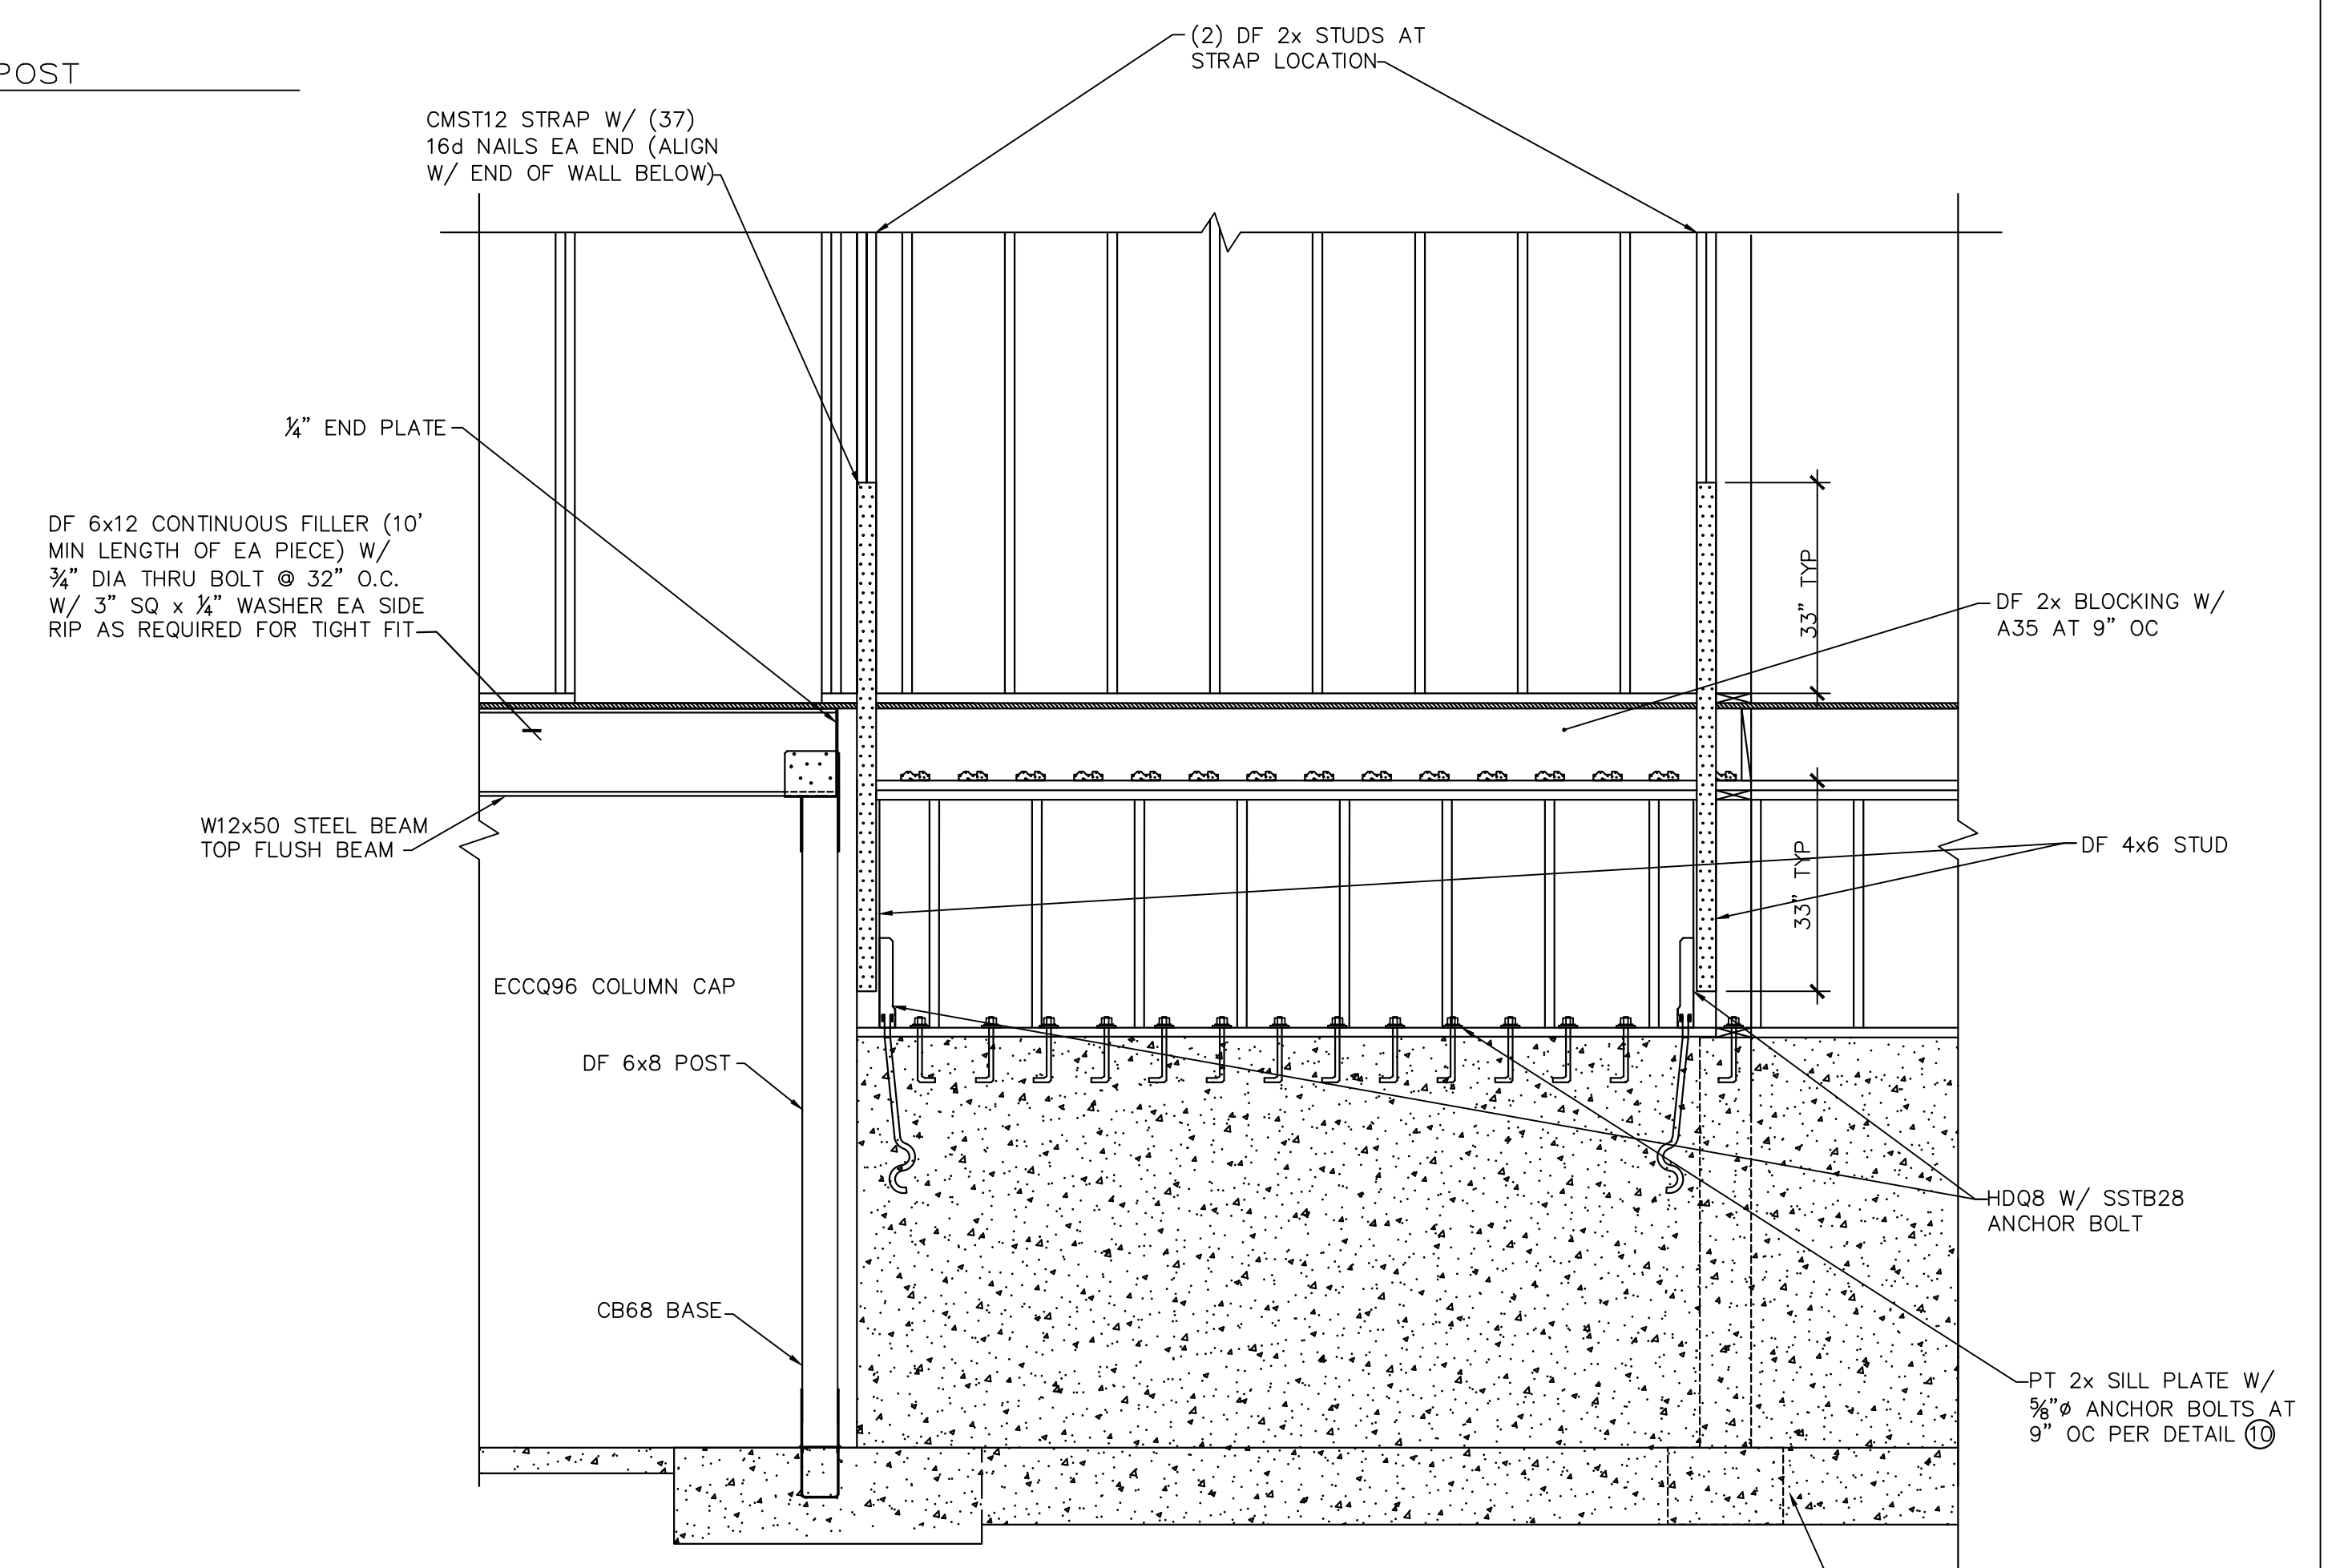 POST
(2) DF 2x STUDS AT
STRAP LOCATION
CMST12 STRAP W/ (37)
16d NAILS EA END (ALIGN
W/ END OF WALL BELOW)
¼" END PLATE
DF 6x12 CONTINUOUS FILLER (10'
MIN LENGTH OF EA PIECE) W/
¾" DIA THRU BOLT @ 32" O.C.
W/ 3" SQ x ¼" WASHER EA SIDE
RIP AS REQUIRED FOR TIGHT FIT
33" TYP
DF 2x BLOCKING W/
A35 AT 9" OC
W12x50 STEEL BEAM
TOP FLUSH BEAM
33" TYP
DF 4x6 STUD
ECCQ96 COLUMN CAP
DF 6x8 POST
HDQ8 W/ SSTB28
ANCHOR BOLT
CB68 BASE
PT 2x SILL PLATE W/
⅝"ø ANCHOR BOLTS AT
9" OC PER DETAIL 10